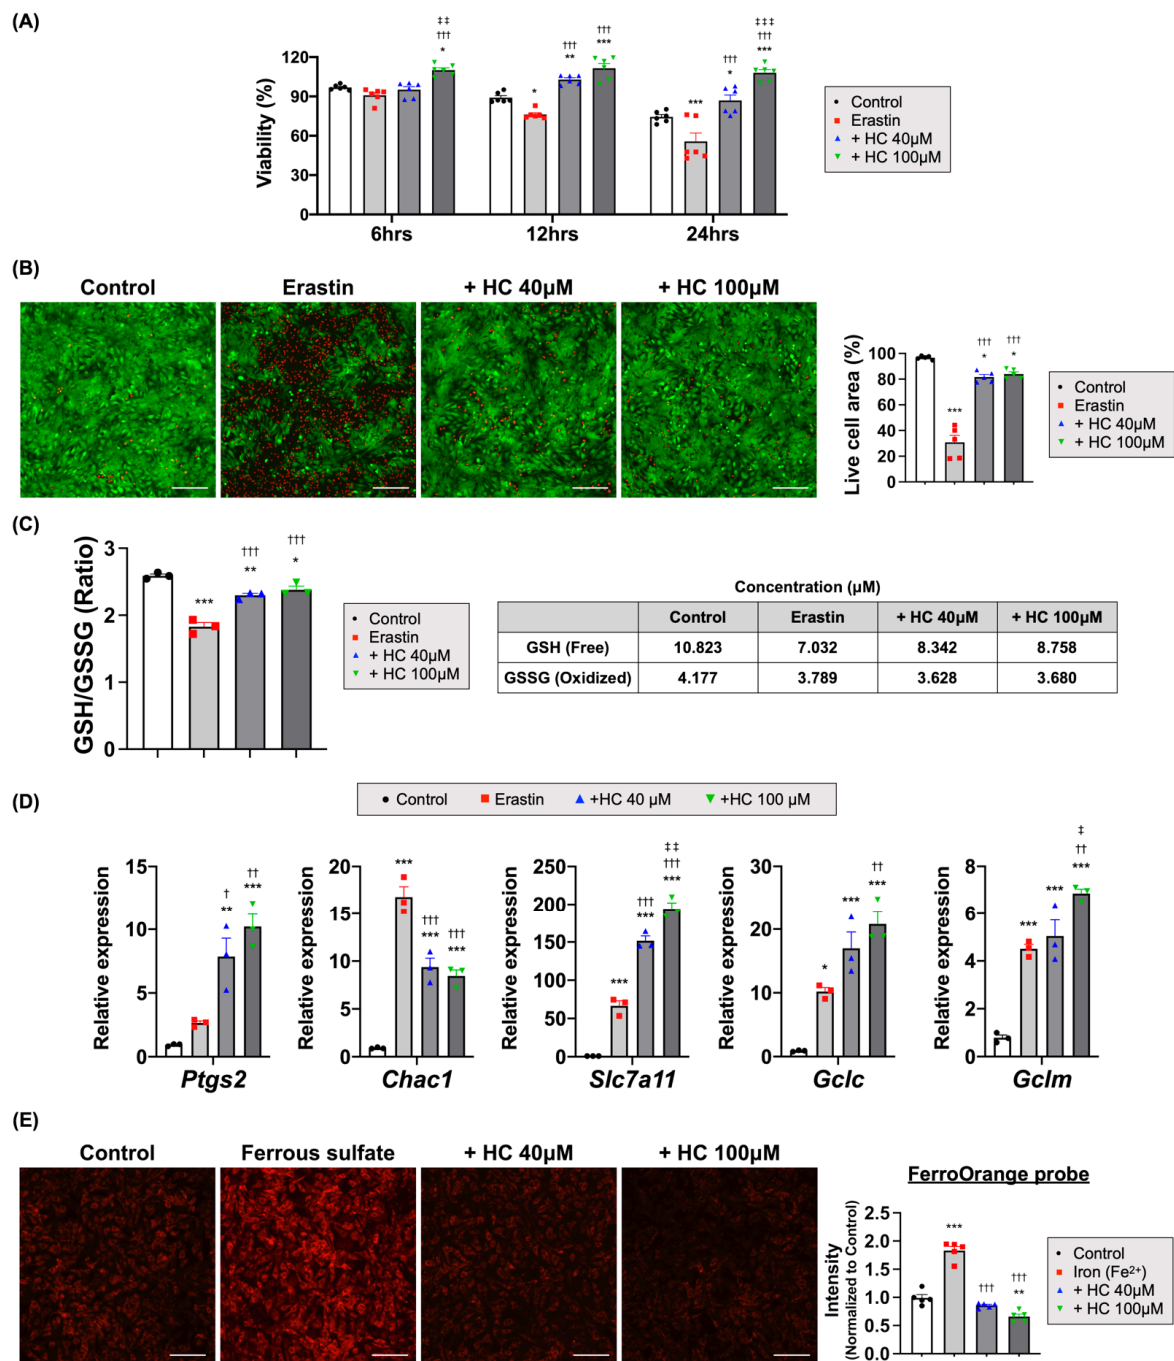 (A)
‡‡
†††
*
†††
**
†††
***
*
***
†††
*
‡‡‡
†††
***
Viability (%)
120
90
60
30
0
6hrs
12hrs
24hrs
Control
Erastin
+ HC 40μM
+ HC 100μM
(B)
Control
Erastin
+ HC 40μM
+ HC 100μM
Live cell area (%)
100
80
60
40
20
0
***
†††
*
†††
*
Control
Erastin
+ HC 40μM
+ HC 100μM
(C)
GSH/GSSG (Ratio)
3
2
1
0
***
†††
**
†††
*
Control
Erastin
+ HC 40μM
+ HC 100μM
Concentration (μM)
Control Erastin + HC 40μM + HC 100μM
GSH (Free) 10.823 7.032 8.342 8.758
GSSG (Oxidized) 4.177 3.789 3.628 3.680
(D)
Control Erastin +HC 40 μM +HC 100 μM
Relative expression
15
10
5
0
†
**
††
***
Ptgs2
Relative expression
20
15
10
5
0
***
†††
***
†††
***
Chac1
Relative expression
250
200
150
100
50
0
***
†††
***
‡‡
†††
***
Slc7a11
Relative expression
30
20
10
0
*
***
††
***
Gclc
Relative expression
8
6
4
2
0
***
***
‡
††
***
Gclm
(E)
Control
Ferrous sulfate
+ HC 40μM
+ HC 100μM
FerroOrange probe
Intensity
(Normalized to Control)
2.5
2.0
1.5
1.0
0.5
0.0
***
†††
†††
**
Control
Iron (Fe²⁺)
+ HC 40μM
+ HC 100μM